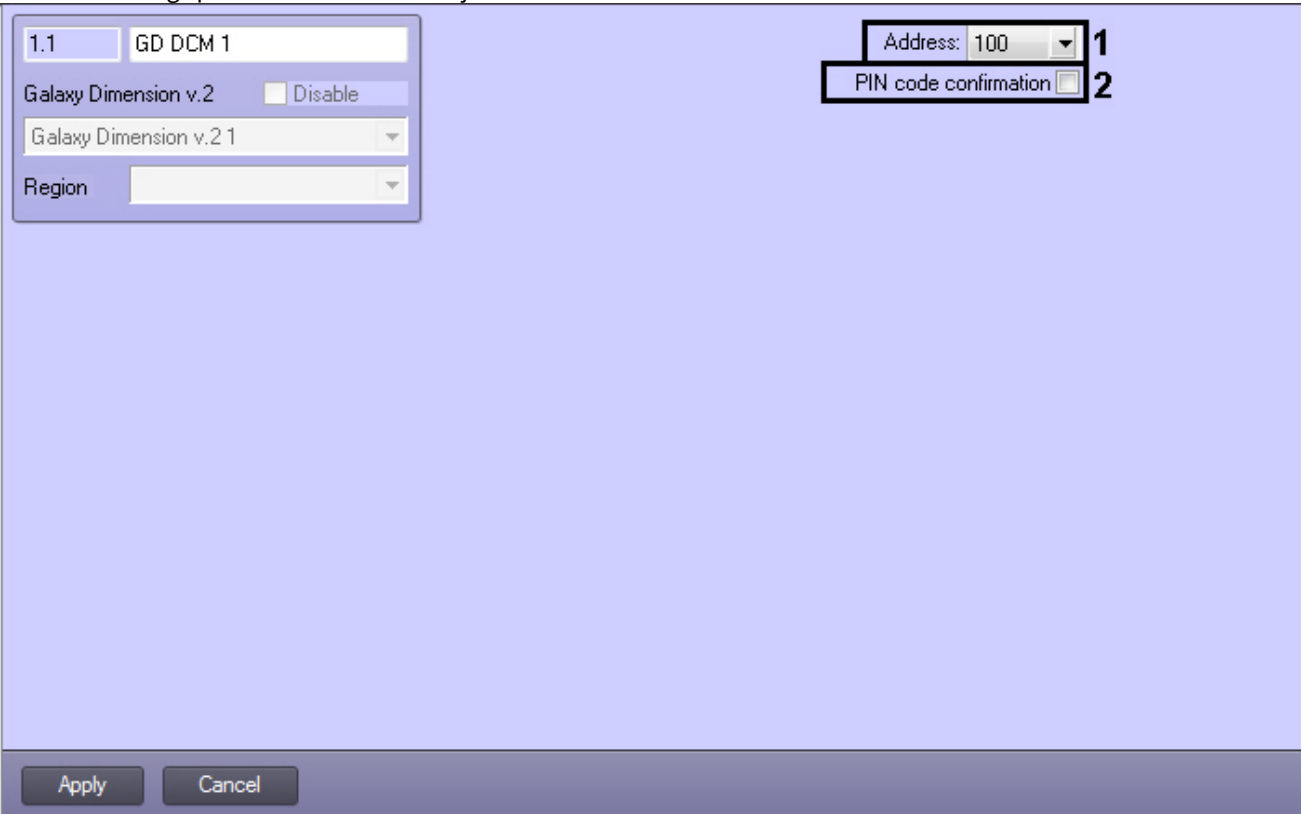 1.1 GD DCM 1
Galaxy Dimension v.2 Disable
Galaxy Dimension v.2 1
Region
Address: 100 1
PIN code confirmation 2
Apply Cancel